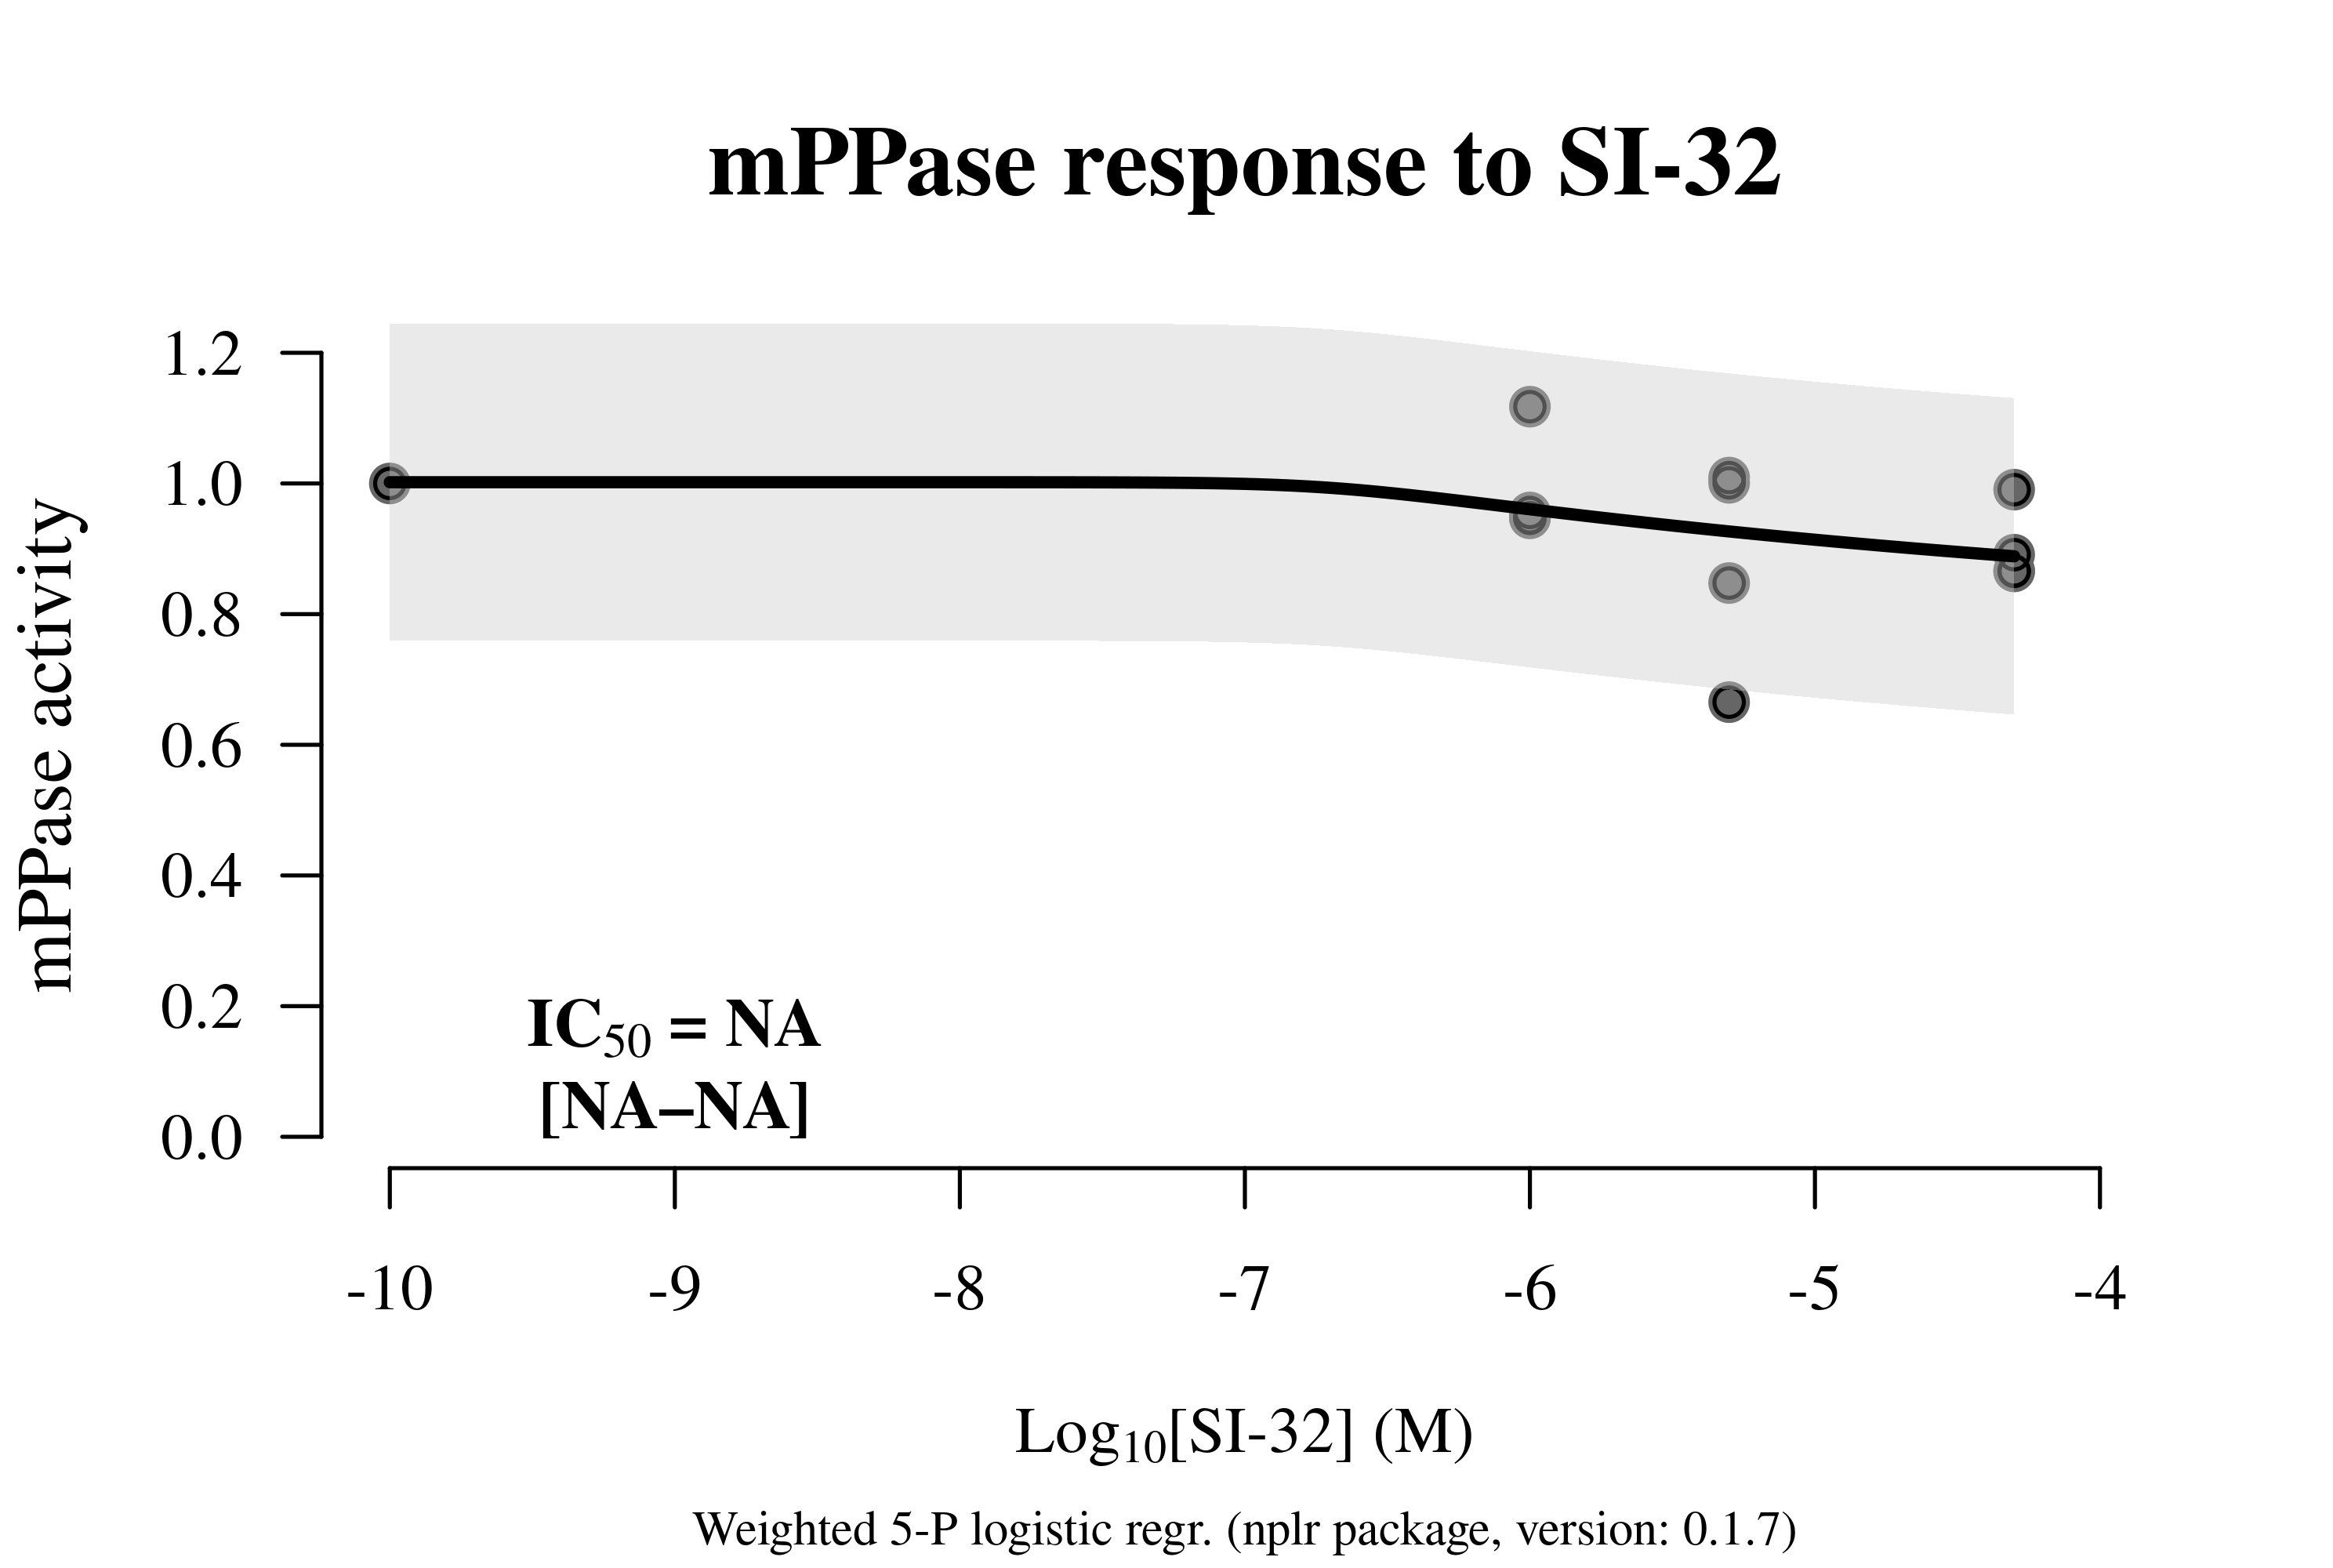 mPPase response to SI-32
mPPase activity
1.2
1.0
0.8
0.6
0.4
0.2
0.0
IC50 = NA
[NA–NA]
-10 -9 -8 -7 -6 -5 -4
Log10[SI-32] (M)
Weighted 5-P logistic regr. (nplr package, version: 0.1.7)